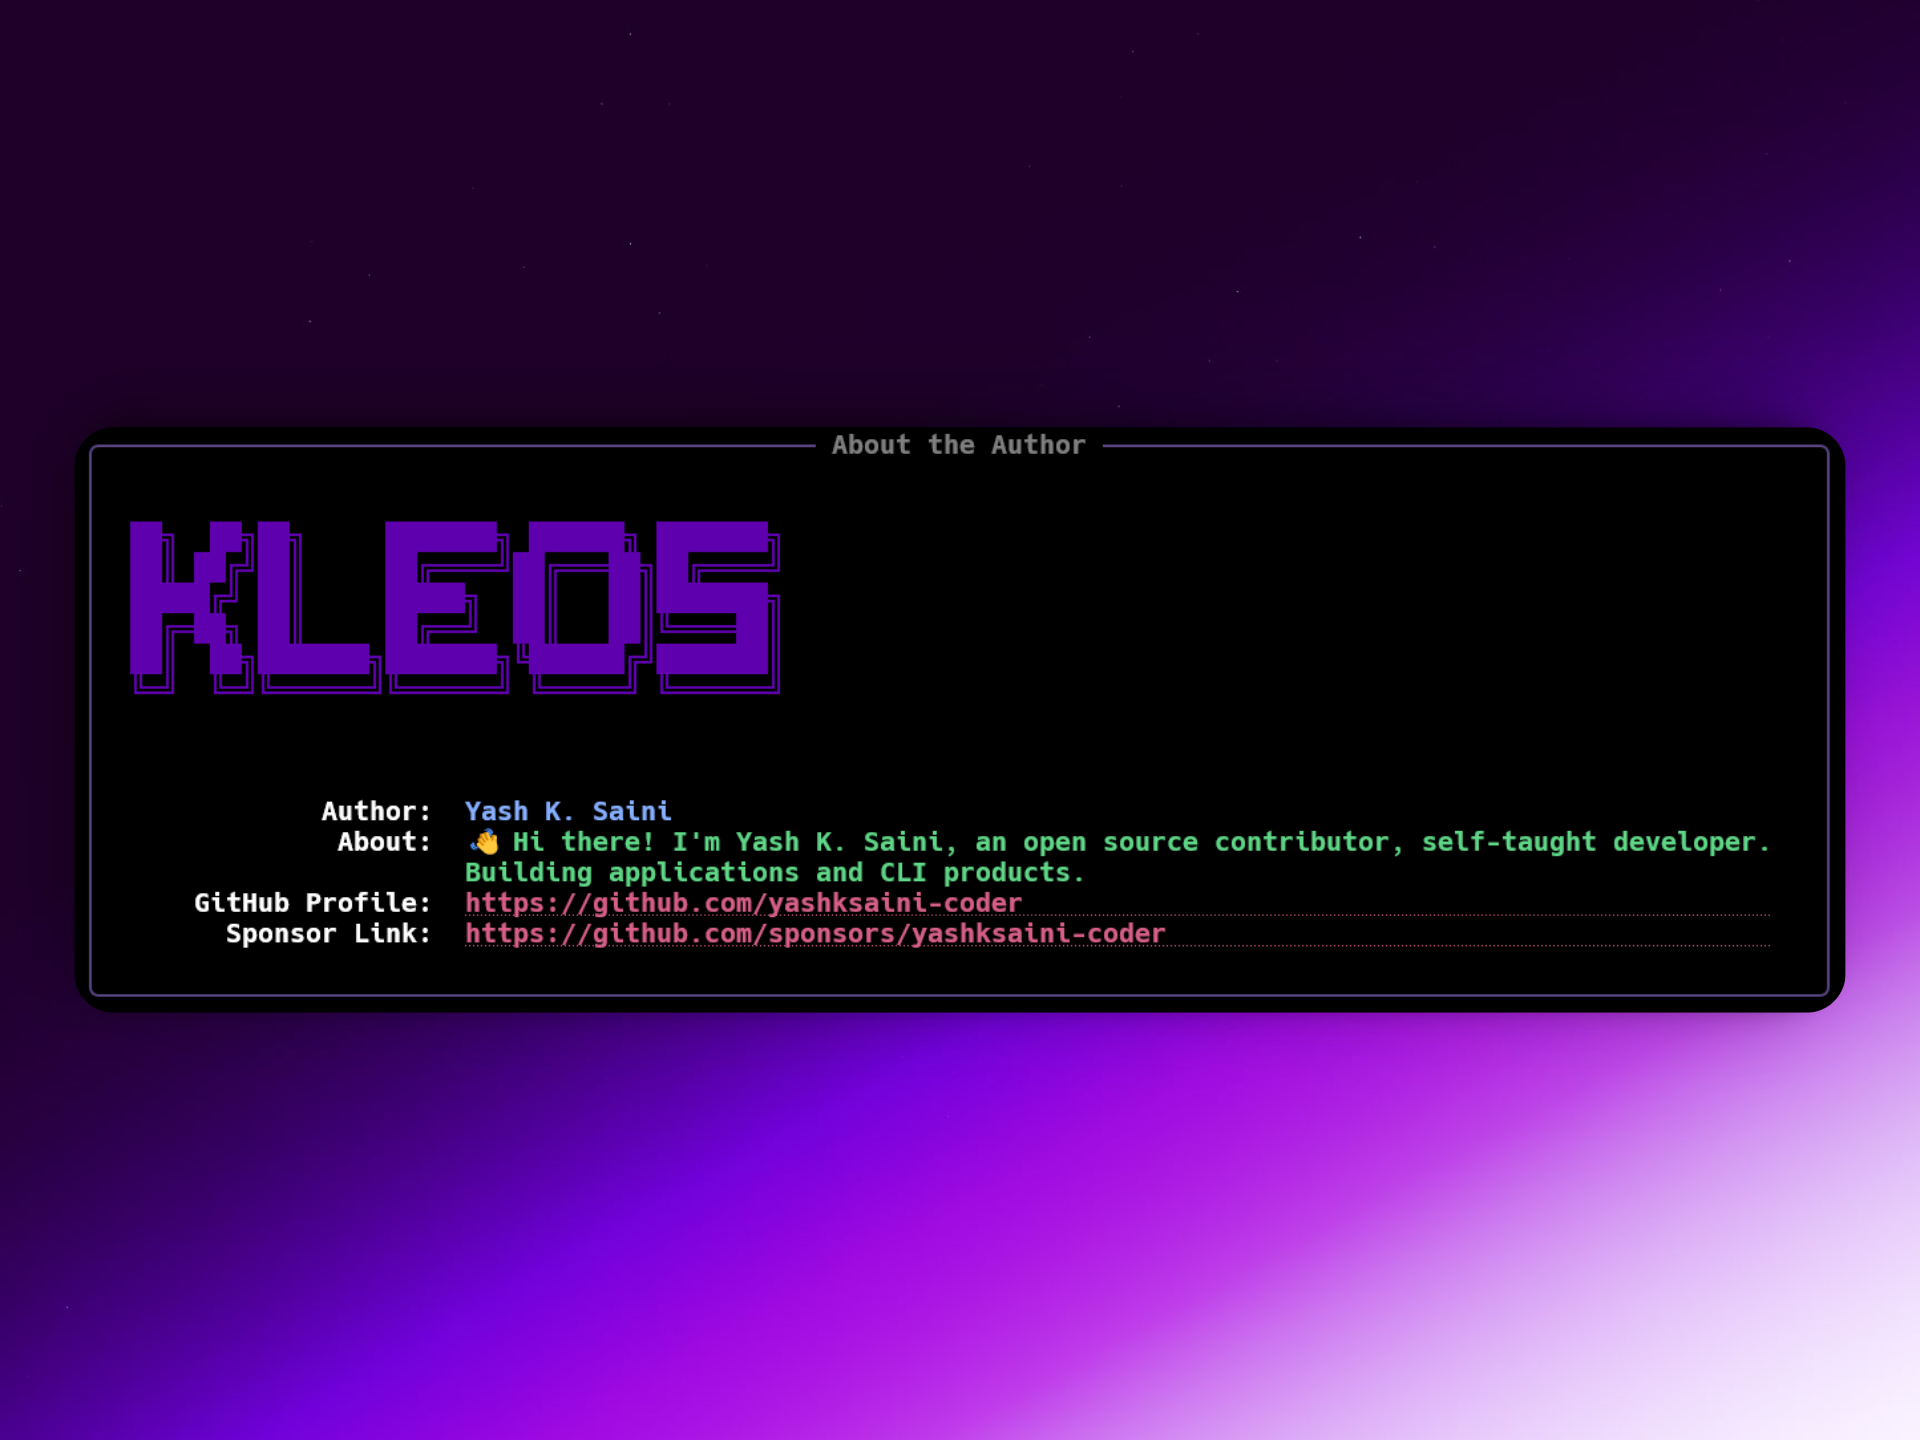 About the Author
KLEOS
Author: Yash K. Saini
About: 👋 Hi there! I'm Yash K. Saini, an open source contributor, self-taught developer.
Building applications and CLI products.
GitHub Profile: https://github.com/yashksaini-coder
Sponsor Link: https://github.com/sponsors/yashksaini-coder